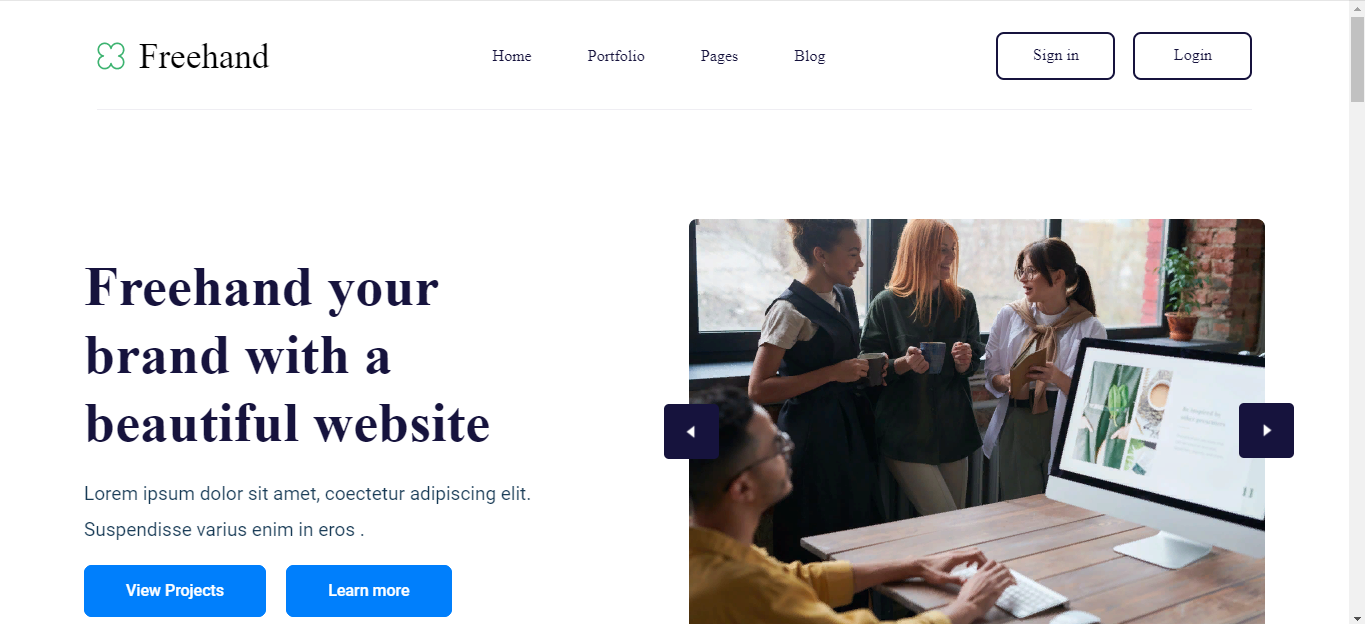 Freehand
Home
Portfolio
Pages
Blog
Sign in
Login
Freehand your
brand with a
beautiful website
Lorem ipsum dolor sit amet, coectetur adipiscing elit.
Suspendisse varius enim in eros .
View Projects
Learn more